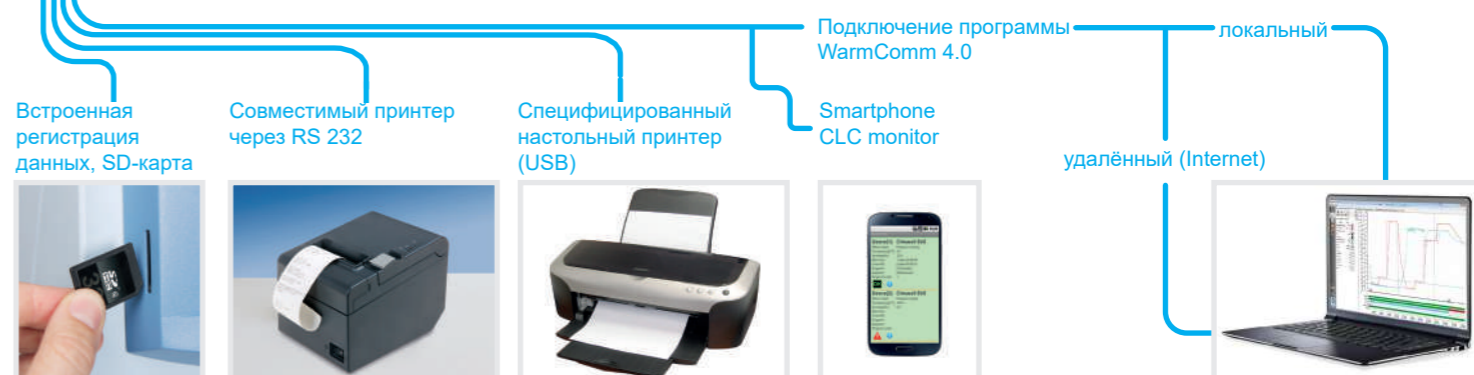 Подключение программы
WarmComm 4.0
локальный
Встроенная
регистрация
данных, SD-карта
Совместимый принтер
через RS 232
Специфицированный
настольный принтер
(USB)
Smartphone
CLC monitor
удалённый (Internet)